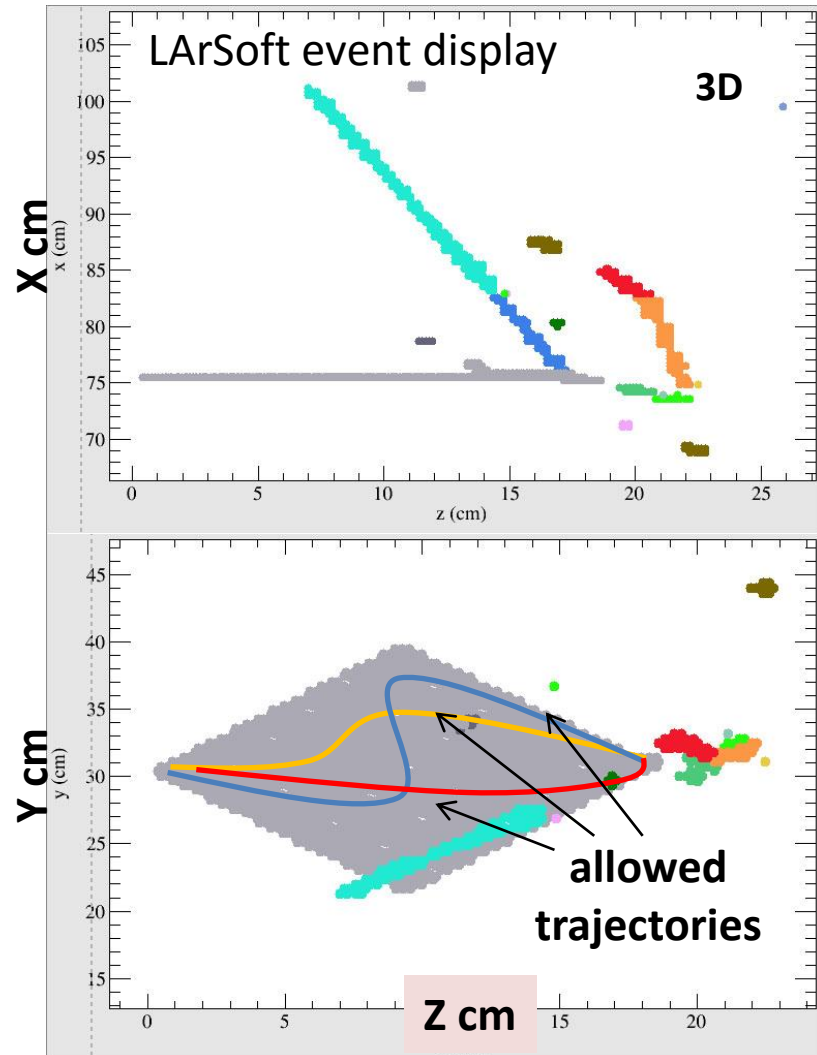 LArSoft event display
3D
105
100
95
90
85
80
75
70
X cm
x (cm)
0 5 10 15 20 25
z (cm)
45
40
35
30
25
20
15
Y cm
y (cm)
allowed
trajectories
0 5 15 20
Z cm